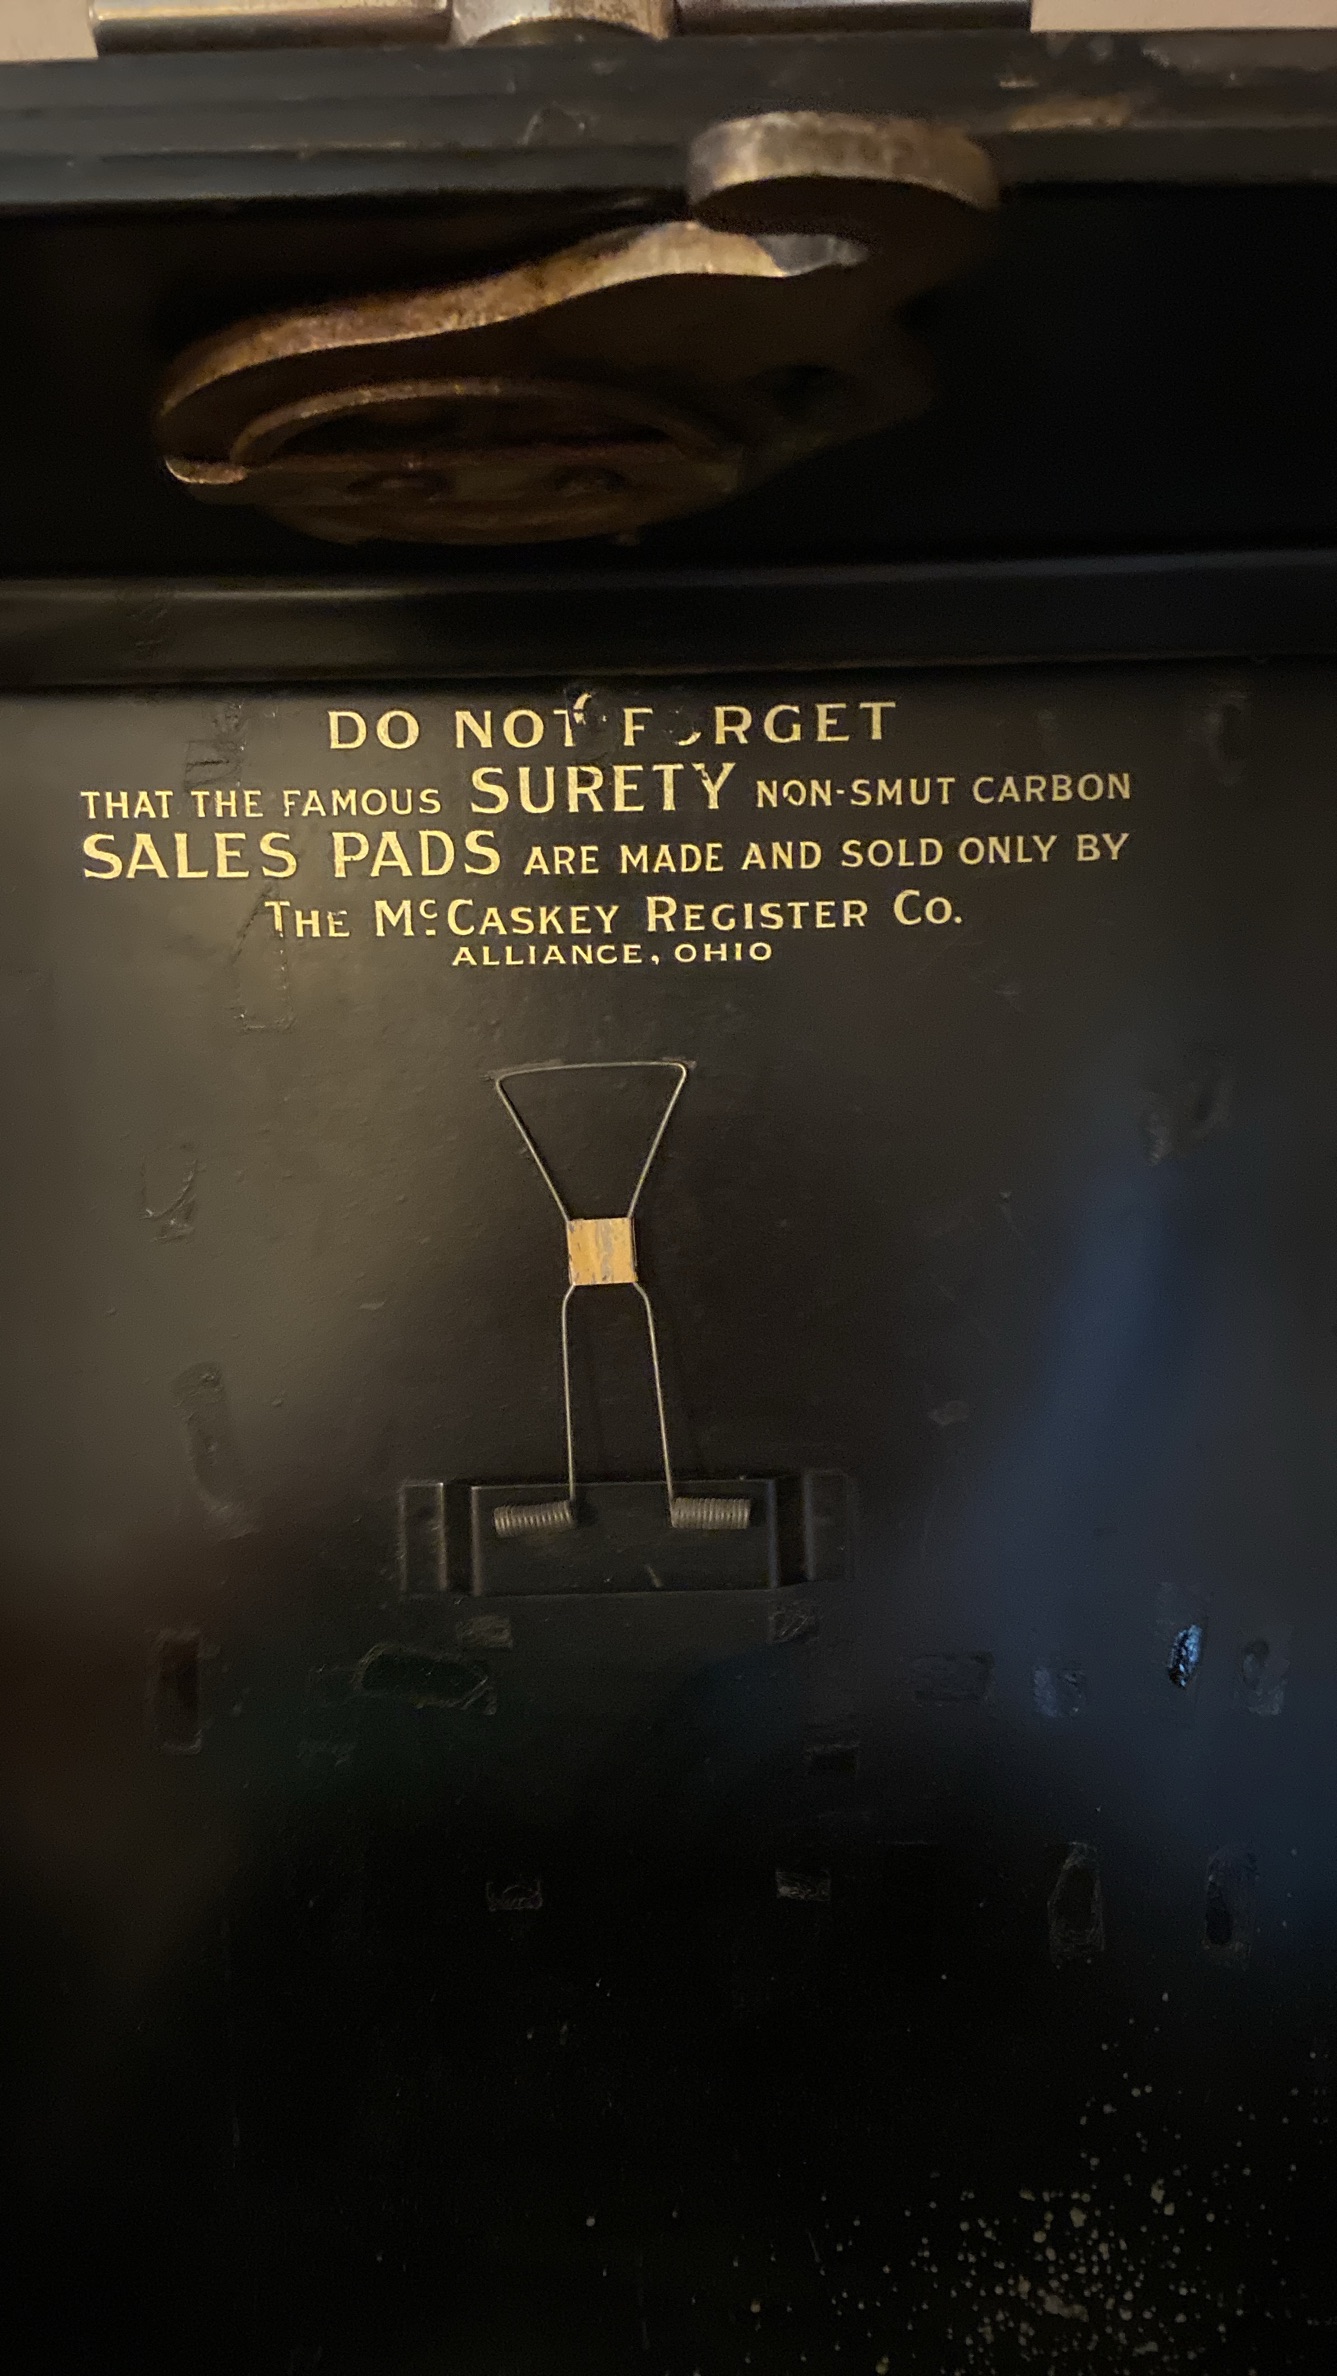 DO NOT FORGET
THAT THE FAMOUS SURETY NON-SMUT CARBON
SALES PADS ARE MADE AND SOLD ONLY BY
THE McCASKEY REGISTER Co.
ALLIANCE, OHIO